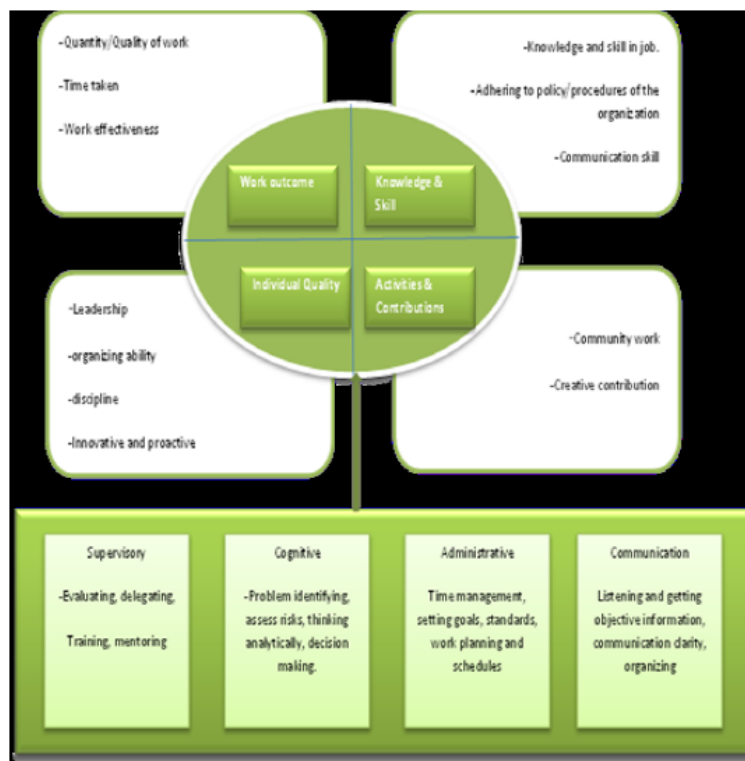 -Quantity/Quality of work
-Time taken
-Work effectiveness
-Knowledge and skill in job.
-Adhering to policy/procedures of the
organization
-Communication skill
Work outcome
Knowledge &
Skill
Individual Quality
Activities &
Contributions
-Leadership
-organizing ability
-discipline
-Innovative and proactive
-Community work
-Creative contribution
Supervisory
-Evaluating, delegating,
Training, mentoring
Cognitive
-Problem identifying,
assess risks, thinking
analytically, decision
making.
Administrative
Time management,
setting goals, standards,
work planning and
schedules
Communication
Listening and getting
objective information,
communication clarity,
organizing